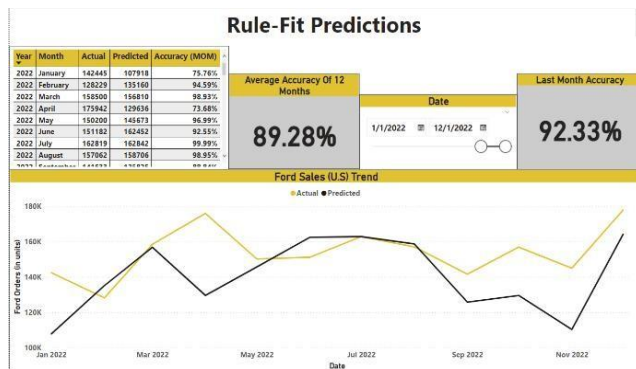 Rule-Fit Predictions
Year Month Actual Predicted Accuracy (MOM)
2022 January 142445 107918 75.76%
2022 February 128229 135160 94.59%
2022 March 158500 156810 98.93%
2022 April 175942 129636 73.68%
2022 May 150200 145673 96.99%
2022 June 151182 162452 92.55%
2022 July 162819 162842 99.99%
2022 August 157062 158706 98.95%
2022 September
Average Accuracy Of 12
Months
89.28%
Date
1/1/2022 12/1/2022
Last Month Accuracy
92.33%
Ford Sales (U.S) Trend
Actual Predicted
Ford Orders (in units)
180K
160K
140K
120K
100K
Jan 2022 Mar 2022 May 2022 Jul 2022 Sep 2022 Nov 2022
Date